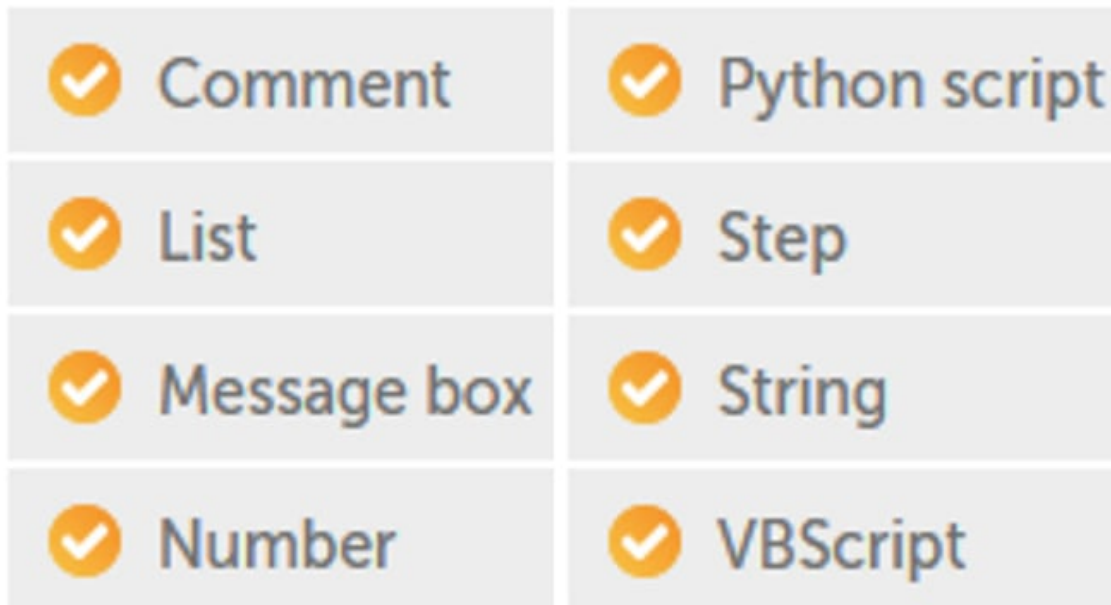 Comment
Python script
List
Step
Message box
String
Number
VBScript